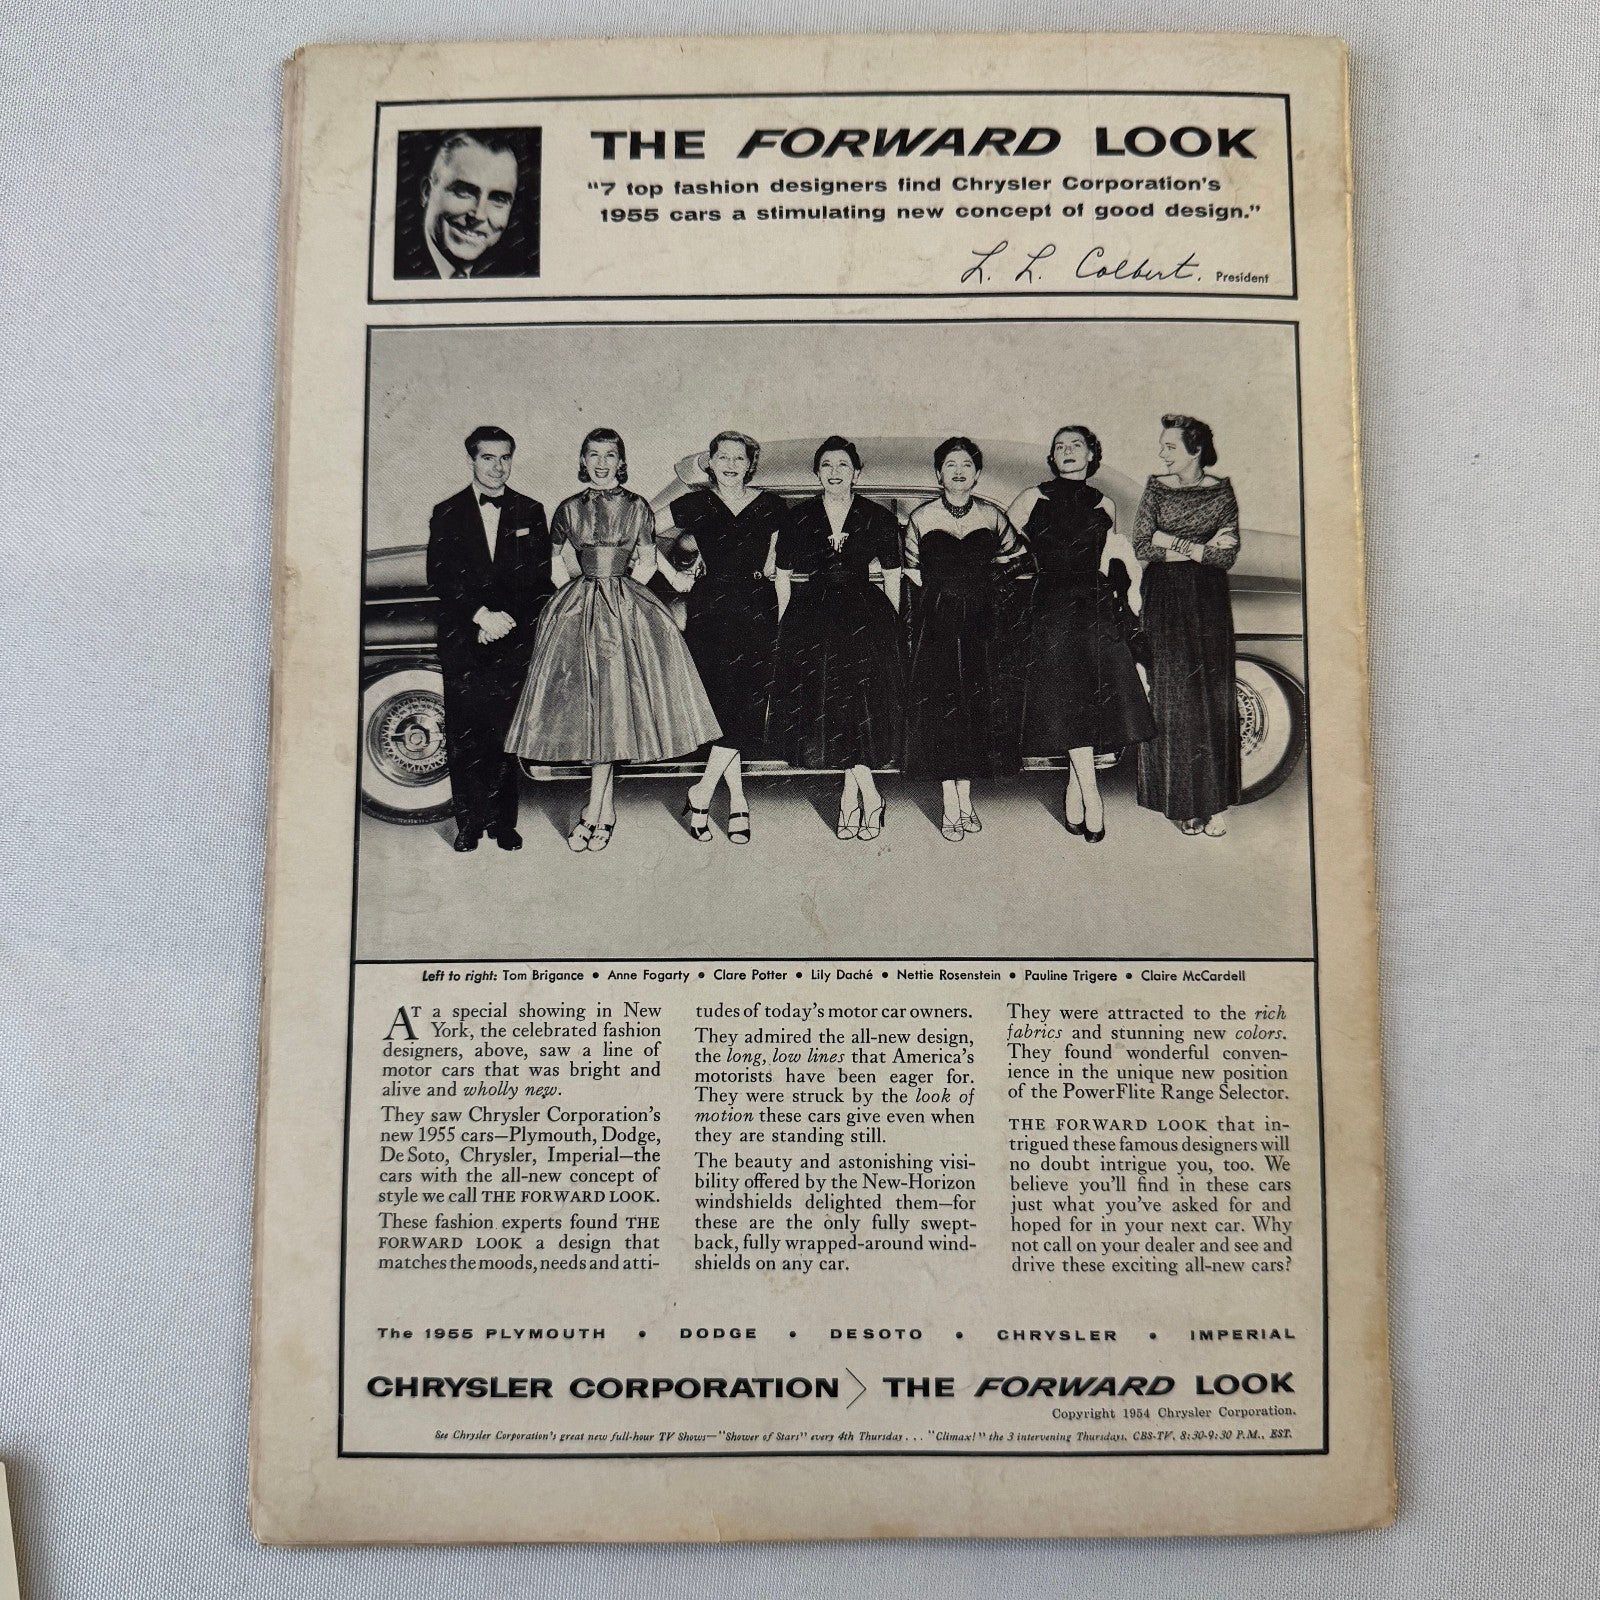 THE FORWARD LOOK
"7 top fashion designers find Chrysler Corporation's
1955 cars a stimulating new concept of good design."
L. L. Colbert, President
Left to right: Tom Brigance • Anne Fogarty • Clare Potter • Lily Daché • Nettie Rosenstein • Pauline Trigere • Claire McCardell
AT a special showing in New
York, the celebrated fashion
designers, above, saw a line of
motor cars that was bright and
alive and wholly new.
They saw Chrysler Corporation's
new 1955 cars—Plymouth, Dodge,
De Soto, Chrysler, Imperial—the
cars with the all-new concept of
style we call THE FORWARD LOOK.
These fashion experts found THE
FORWARD LOOK a design that
matches the moods, needs and atti-
tudes of today's motor car owners.
They admired the all-new design,
the long, low lines that America's
motorists have been eager for.
They were struck by the look of
motion these cars give even when
they are standing still.
The beauty and astonishing visi-
bility offered by the New-Horizon
windshields delighted them—for
these are the only fully swept-
back, fully wrapped-around wind-
shields on any car.
They were attracted to the rich
fabrics and stunning new colors.
They found wonderful conven-
ience in the unique new position
of the PowerFlite Range Selector.
THE FORWARD LOOK that in-
trigued these famous designers will
no doubt intrigue you, too. We
believe you'll find in these cars
just what you've asked for and
hoped for in your next car. Why
not call on your dealer and see and
drive these exciting all-new cars?
The 1955 PLYMOUTH • DODGE • DESOTO • CHRYSLER • IMPERIAL
CHRYSLER CORPORATION > THE FORWARD LOOK
Copyright 1954 Chrysler Corporation.
See Chrysler Corporation's great new full-hour TV Shows—"Shower of Stars" every 4th Thursday . . . "Climax!" the 3 intervening Thursdays, CBS-TV, 8:30-9:30 P.M., EST.